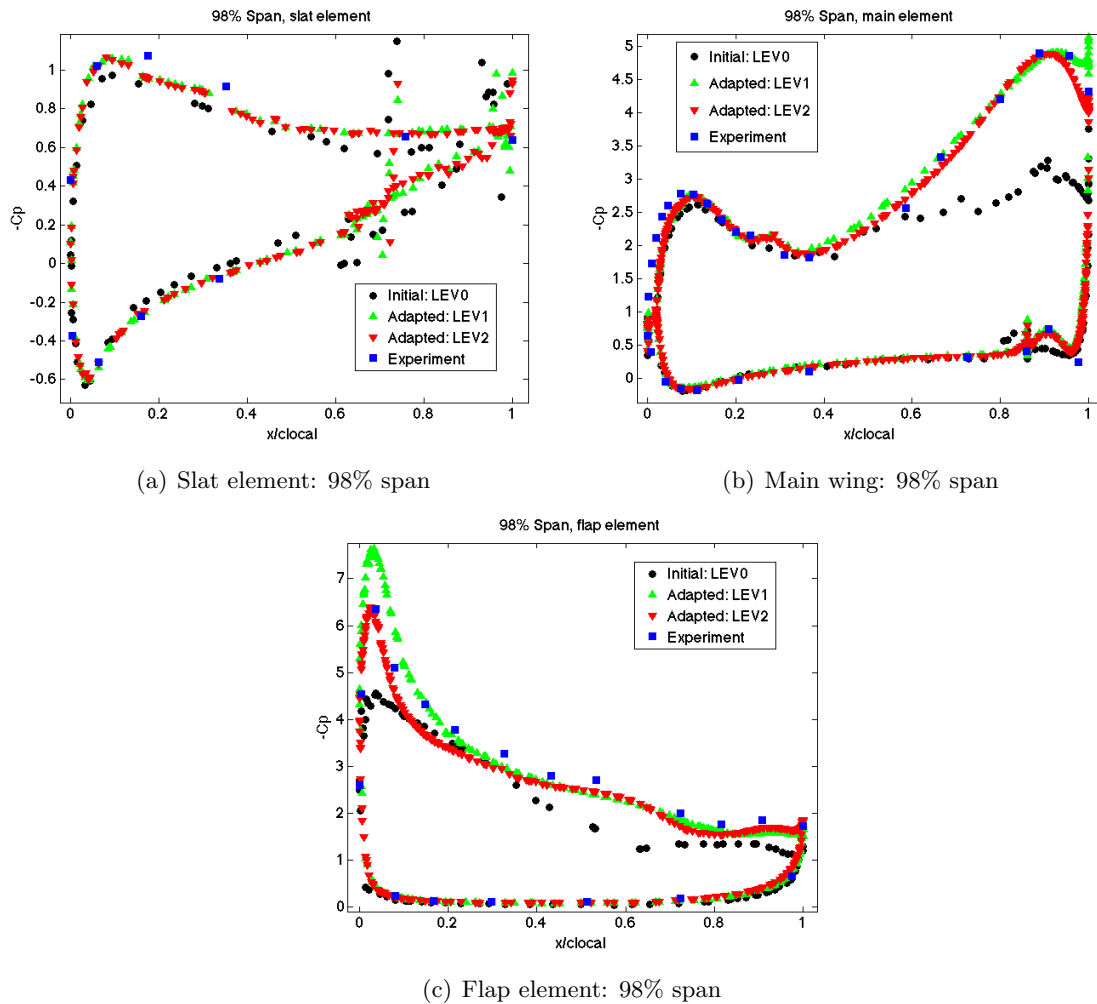 98% Span, slat element
-Cp
1
0.8
0.6
0.4
0.2
0
-0.2
-0.4
-0.6
Initial: LEV0
Adapted: LEV1
Adapted: LEV2
Experiment
0 0.2 0.4 0.6 0.8 1
x/clocal
(a) Slat element: 98% span
98% Span, main element
-Cp
5
4.5
4
3.5
3
2.5
2
1.5
1
0.5
0
Initial: LEV0
Adapted: LEV1
Adapted: LEV2
Experiment
0 0.2 0.4 0.6 0.8 1
x/clocal
(b) Main wing: 98% span
98% Span, flap element
-Cp
7
6
5
4
3
2
1
0
Initial: LEV0
Adapted: LEV1
Adapted: LEV2
Experiment
0 0.2 0.4 0.6 0.8 1
x/clocal
(c) Flap element: 98% span